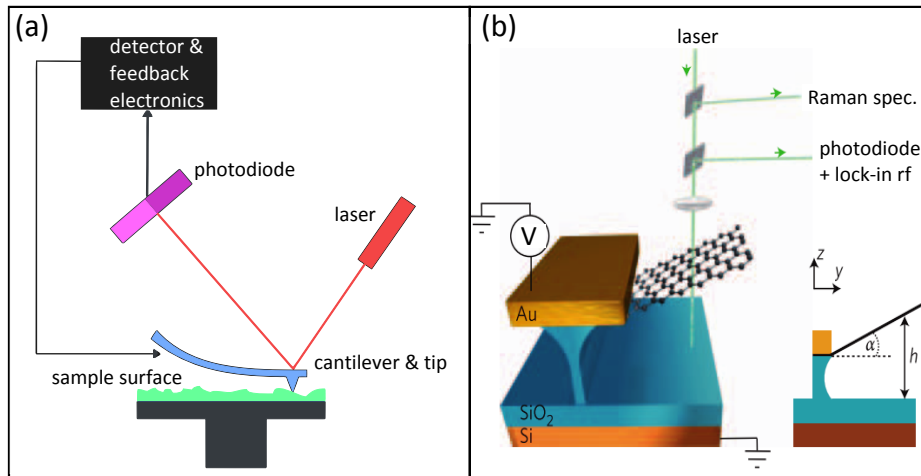 (a)
detector &
feedback
electronics
photodiode
laser
cantilever & tip
sample surface
(b)
laser
Raman spec.
photodiode
+ lock-in rf
V
Au
SiO₂
Si
z
y
α
h